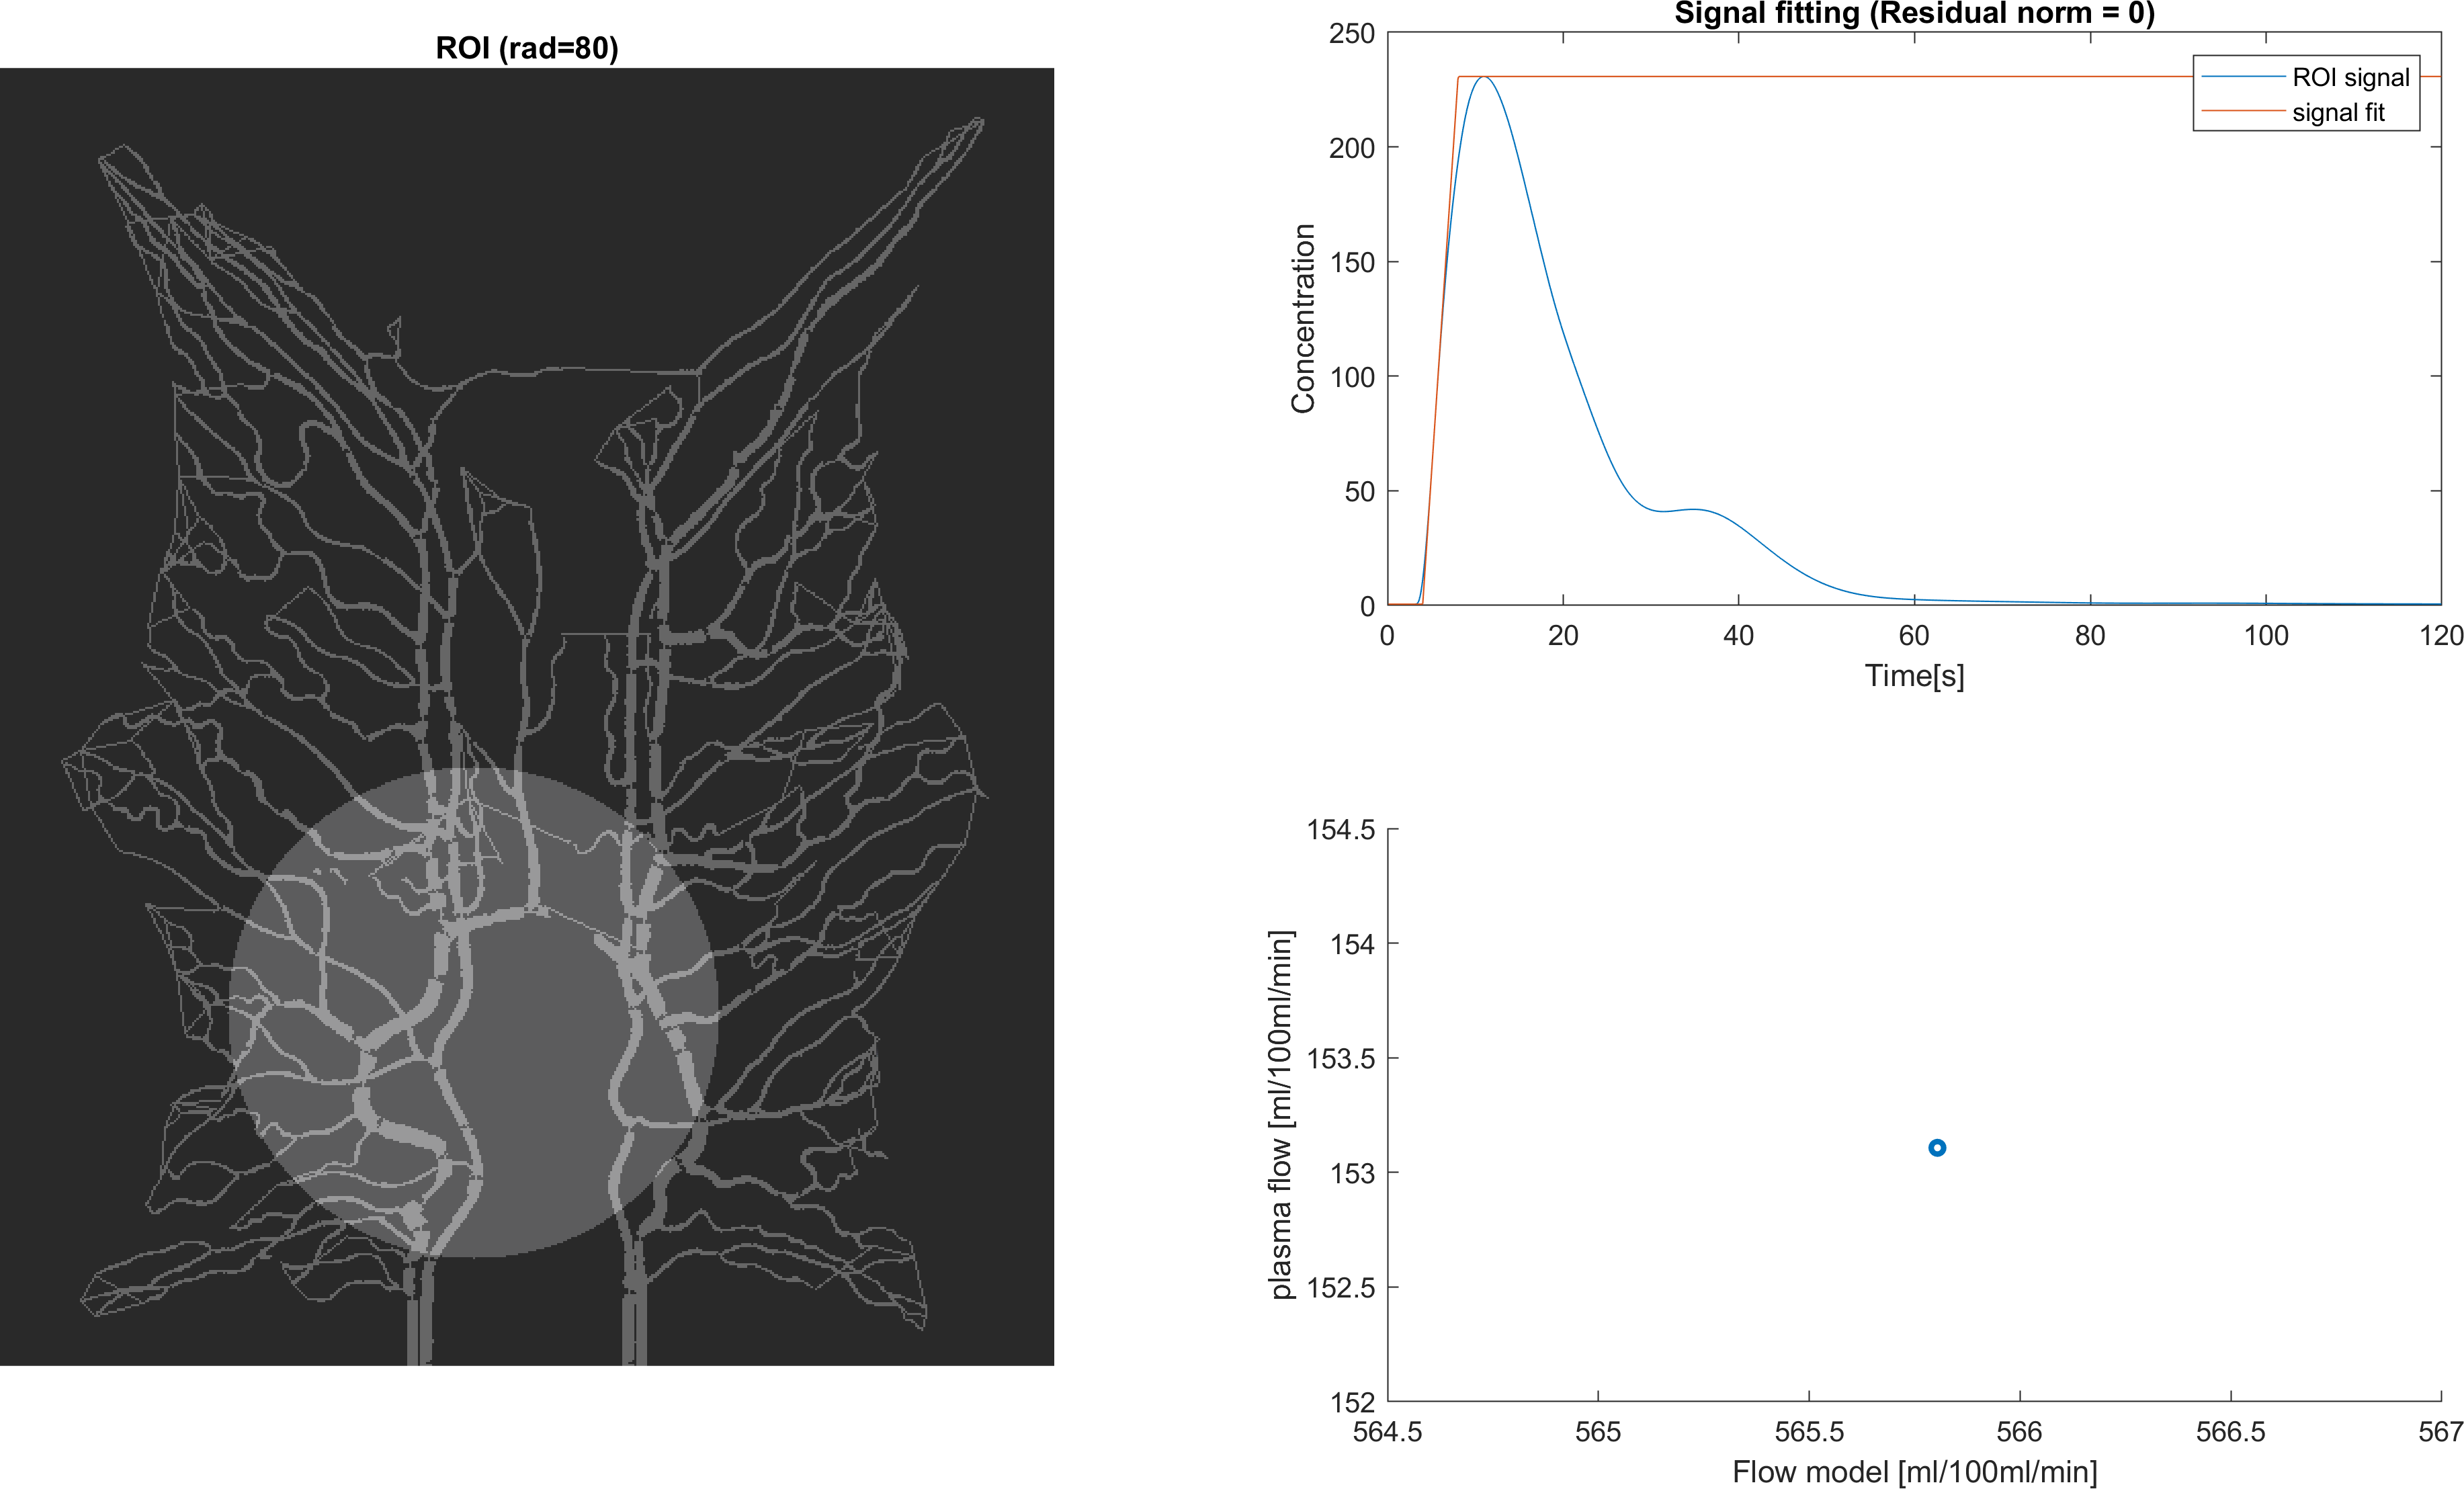 ROI (rad=80)
Signal fitting (Residual norm = 0)
250
200
150
100
50
0
Concentration
ROI signal
signal fit
0 20 40 60 80 100 120
Time[s]
154.5
154
153.5
153
152.5
152
plasma flow [ml/100ml/min]
564.5 565 565.5 566 566.5 567
Flow model [ml/100ml/min]